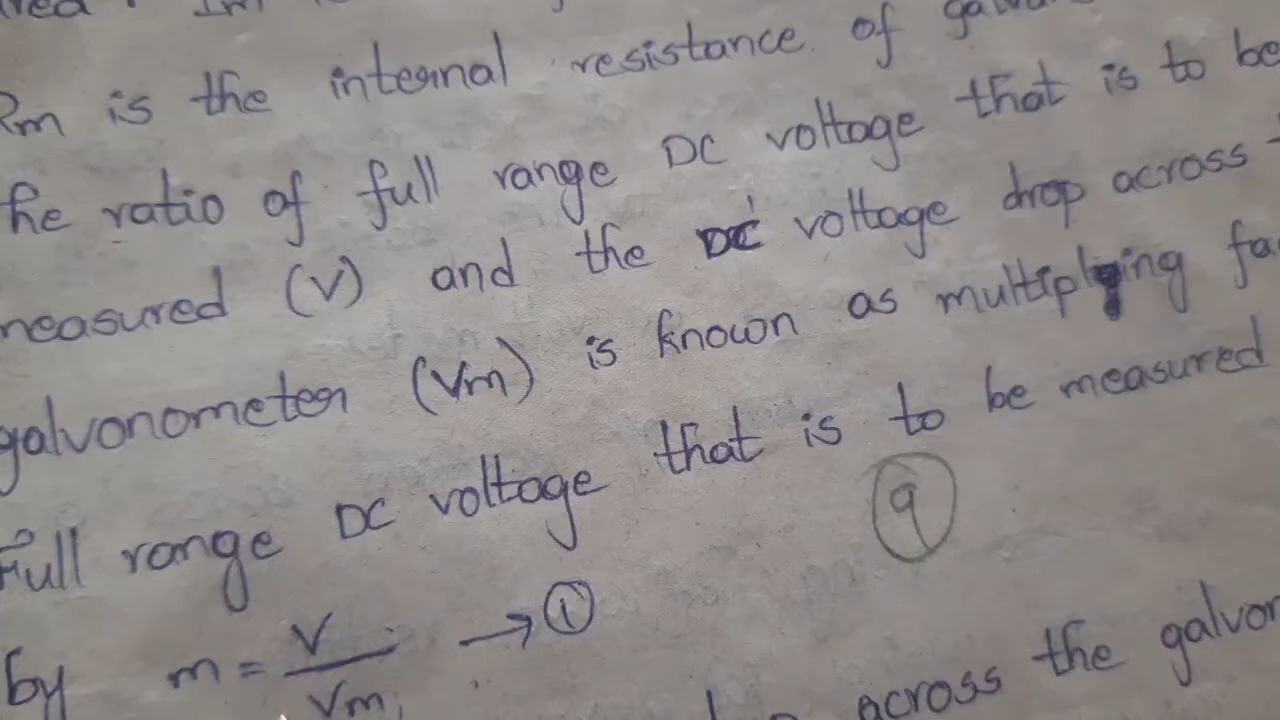 Rm is the internal resistance of
he ratio of full range DC voltage that is to be
measured (V) and the DC voltage drop across
galvonometer (Vm) is known as multiplying
Full range DC voltage that is to be measured
9
by m = V/Vm → ①
across the galvon